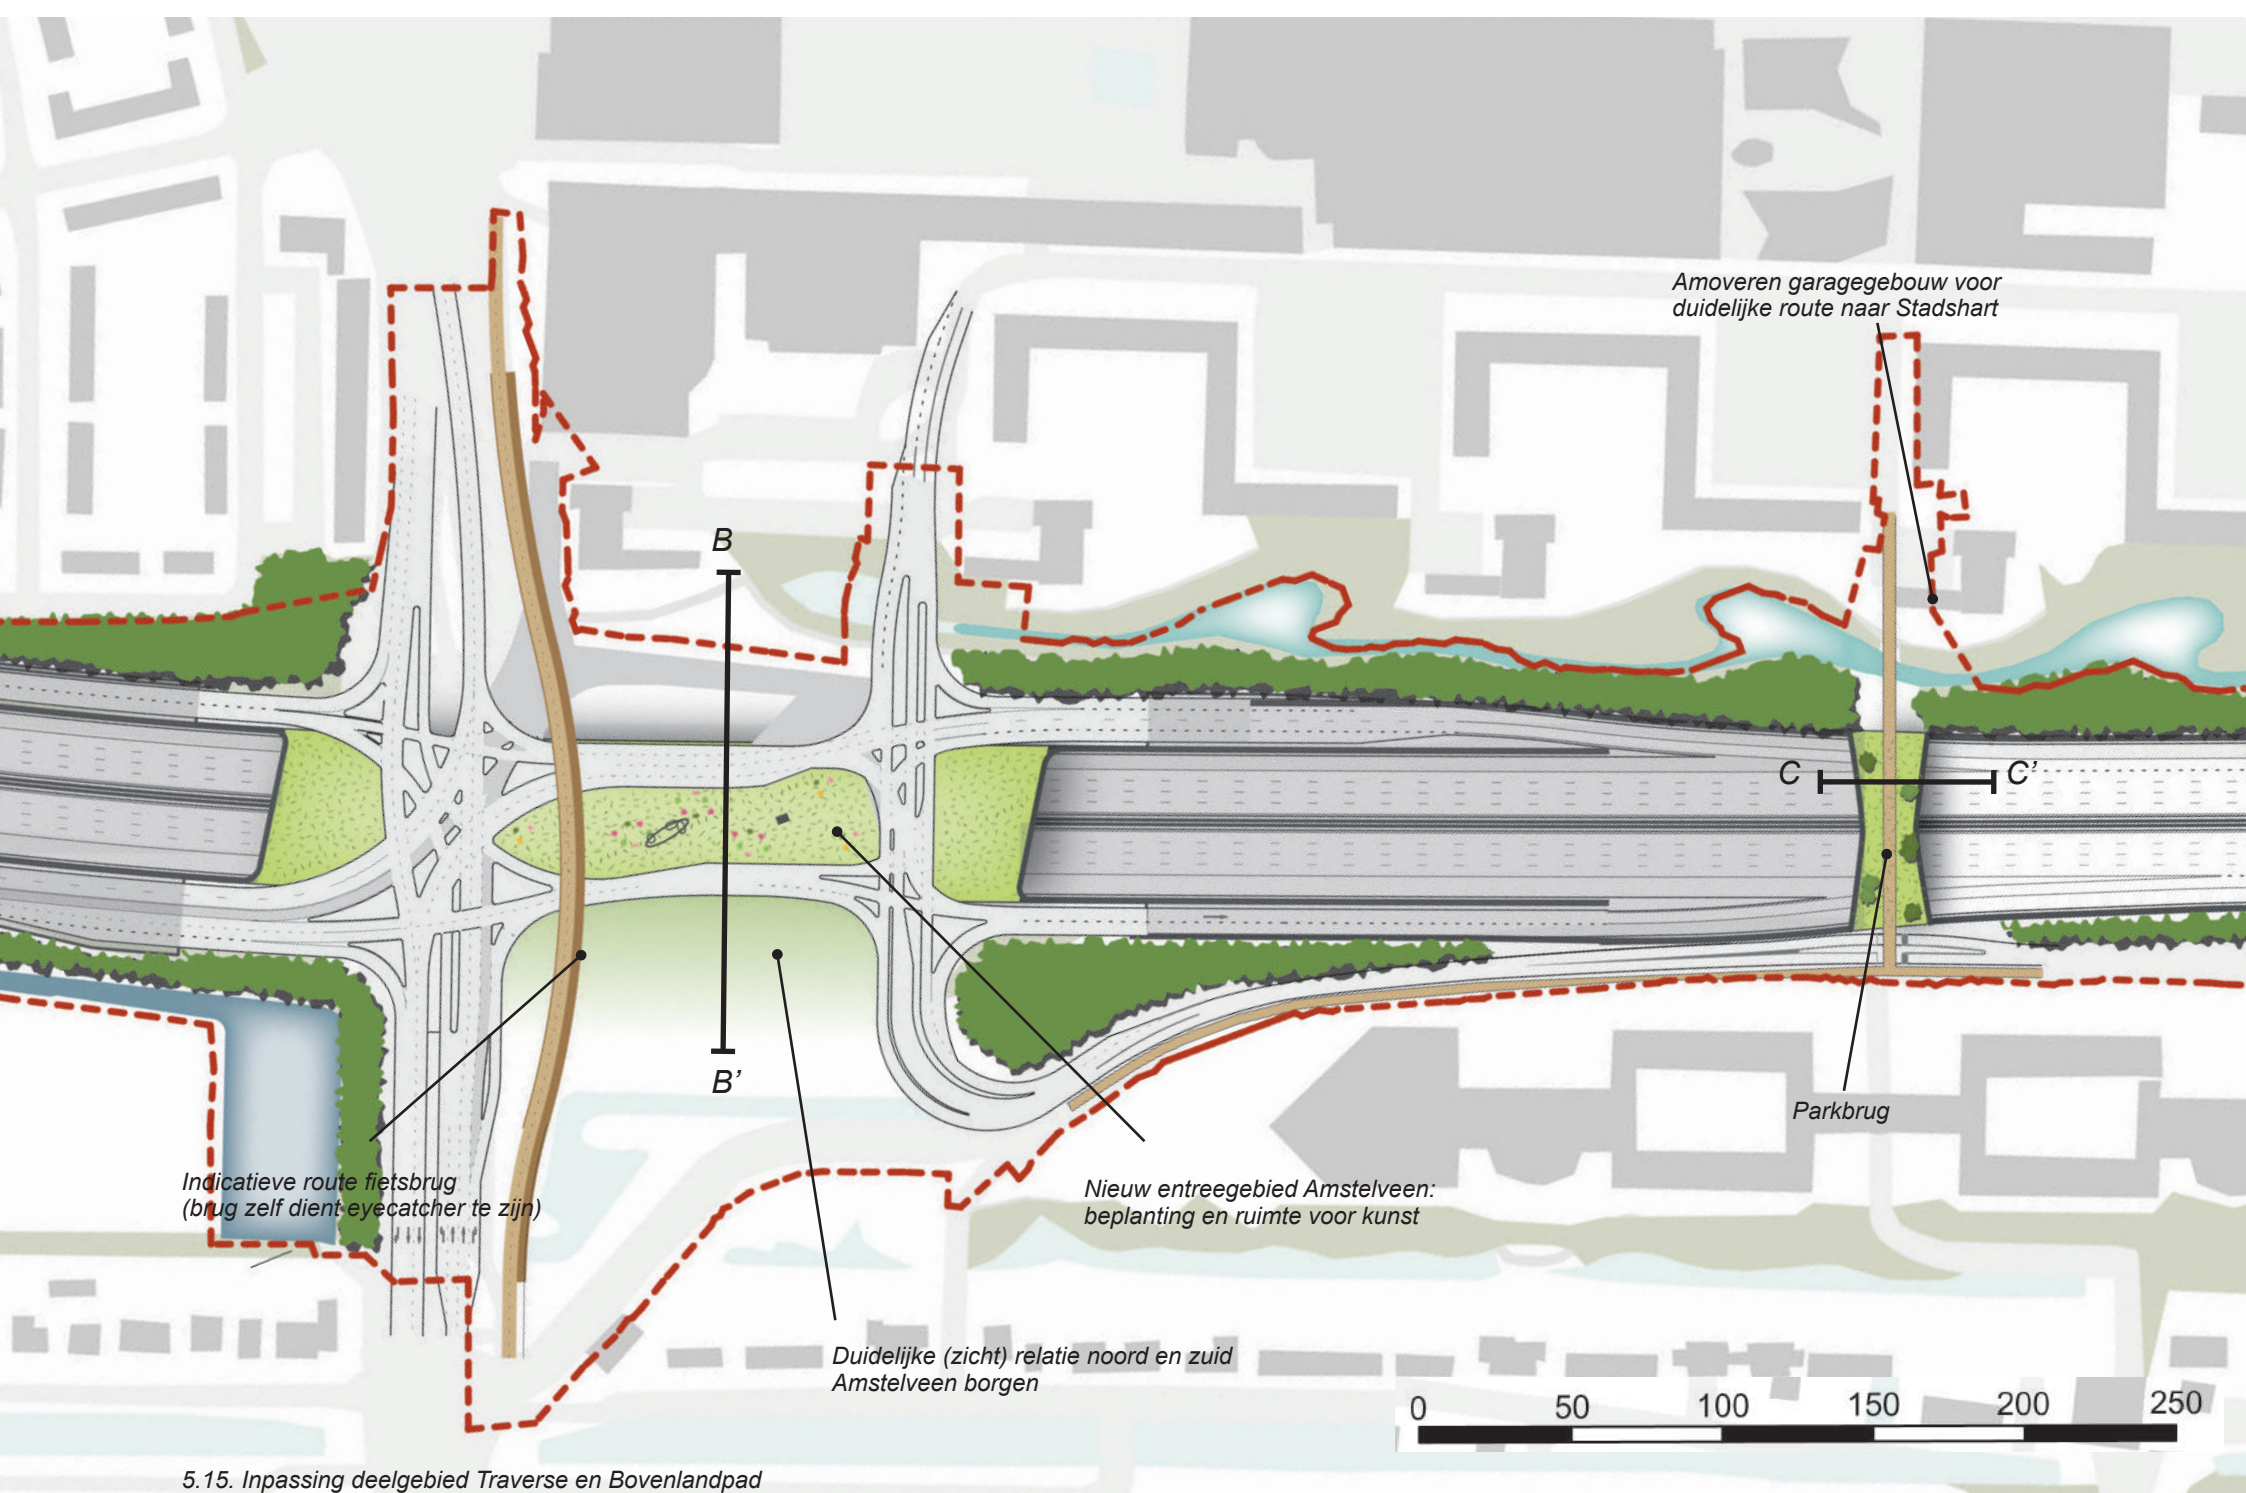 Amoveren garagegebouw voor
duidelijke route naar Stadshart
B
C
C’
B’
Parkbrug
Indicatieve route fietsbrug
(brug zelf dient eyecatcher te zijn)
Nieuw entreegebied Amstelveen:
beplanting en ruimte voor kunst
Duidelijke (zicht) relatie noord en zuid
Amstelveen borgen
0 50 100 150 200 250
5.15. Inpassing deelgebied Traverse en Bovenlandpad